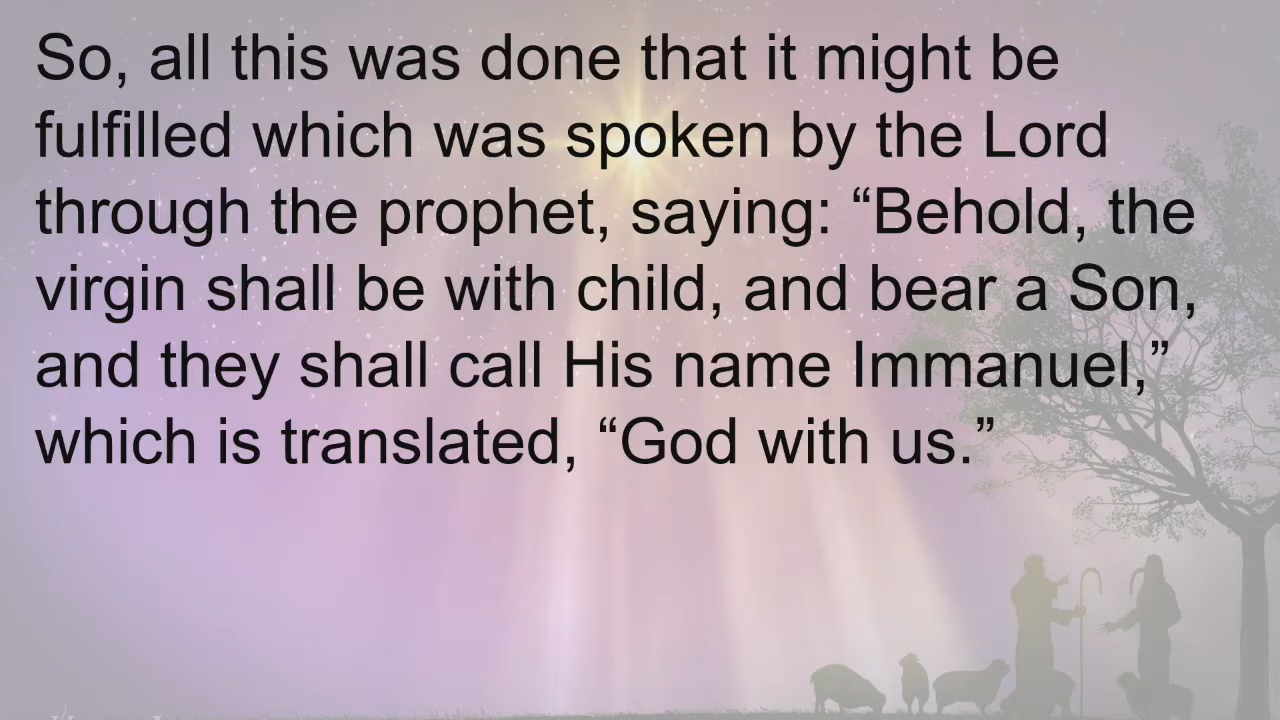 So, all this was done that it might be
fulfilled which was spoken by the Lord
through the prophet, saying: “Behold, the
virgin shall be with child, and bear a Son,
and they shall call His name Immanuel,”
which is translated, “God with us.”